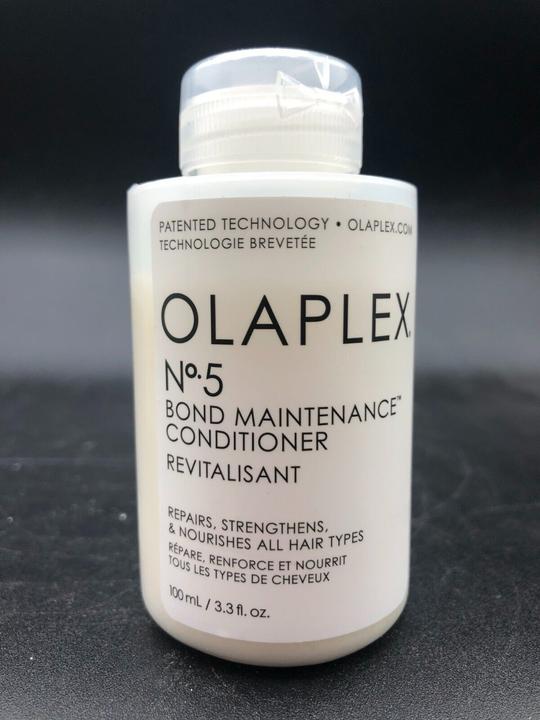 PATENTED TECHNOLOGY • OLAPLEX.COM
TECHNOLOGIE BREVETÉE
OLAPLEX.
Nº.5
BOND MAINTENANCE™
CONDITIONER
REVITALISANT
REPAIRS, STRENGTHENS,
& NOURISHES ALL HAIR TYPES
RÉPARE, RENFORCE ET NOURRIT
TOUS LES TYPES DE CHEVEUX
100 mL / 3.3 fl. oz.